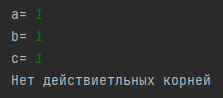 a= 1
b= 1
c= 1
Нет действиетльных корней